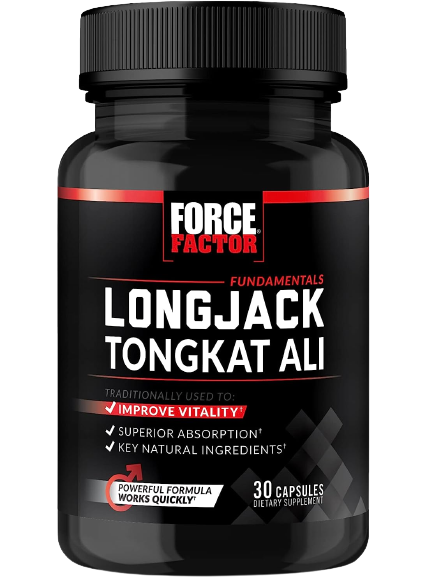 FORCE
FACTOR®
FUNDAMENTALS
LONGJACK
TONGKAT ALI
TRADITIONALLY USED TO:
✓ IMPROVE VITALITY†
✓ SUPERIOR ABSORPTION†
✓ KEY NATURAL INGREDIENTS†
POWERFUL FORMULA
WORKS QUICKLY†
30 CAPSULES
DIETARY SUPPLEMENT